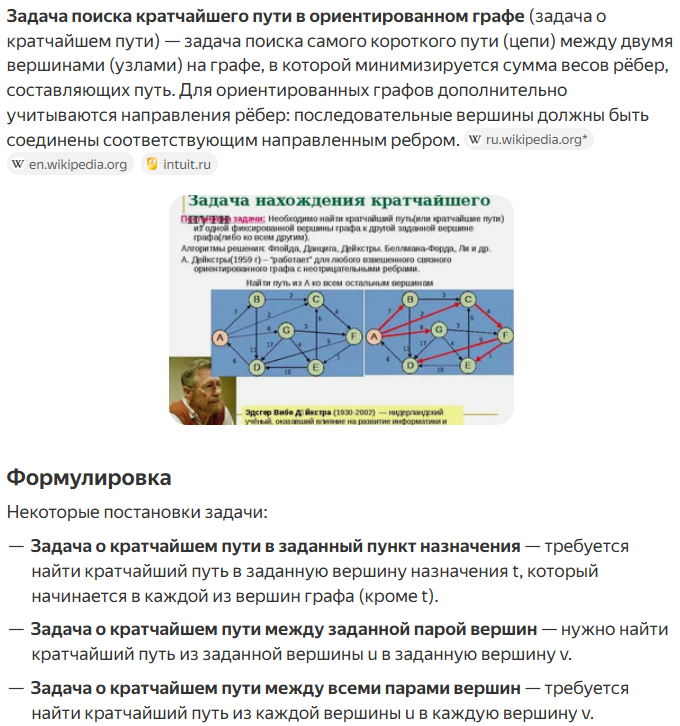 Задача поиска кратчайшего пути в ориентированном графе (задача о
кратчайшем пути) — задача поиска самого короткого пути (цепи) между двумя
вершинами (узлами) на графе, в которой минимизируется сумма весов рёбер,
составляющих путь. Для ориентированных графов дополнительно
учитываются направления рёбер: последовательные вершины должны быть
соединены соответствующим направленным ребром. W ru.wikipedia.org*
W en.wikipedia.org intuit.ru
Задача нахождения кратчайшего
пути
задачи: Необходимо найти кратчайший путь(или кратчайшие пути)
из одной фиксированной вершины графа к другой заданной вершине
графа(либо ко всем другим).
Алгоритмы решения: Флойда, Данцига, Дейкстры. Беллмана-Форда, Ли и др.
А. Дейкстры(1959 г) – "работает" для любого взвешенного связного
ориентированного графа с неотрицательными ребрами.
Найти путь из А ко всем остальным вершинам
B C B C
A G F A G F
D E D E
Эдсгер Вибе Дейкстра (1930-2002) — нидерландский
учёный, оказавший влияние на развитие информатики и
Формулировка
Некоторые постановки задачи:
— Задача о кратчайшем пути в заданный пункт назначения — требуется
найти кратчайший путь в заданную вершину назначения t, который
начинается в каждой из вершин графа (кроме t).
— Задача о кратчайшем пути между заданной парой вершин — нужно найти
кратчайший путь из заданной вершины u в заданную вершину v.
— Задача о кратчайшем пути между всеми парами вершин — требуется
найти кратчайший путь из каждой вершины u в каждую вершину v.